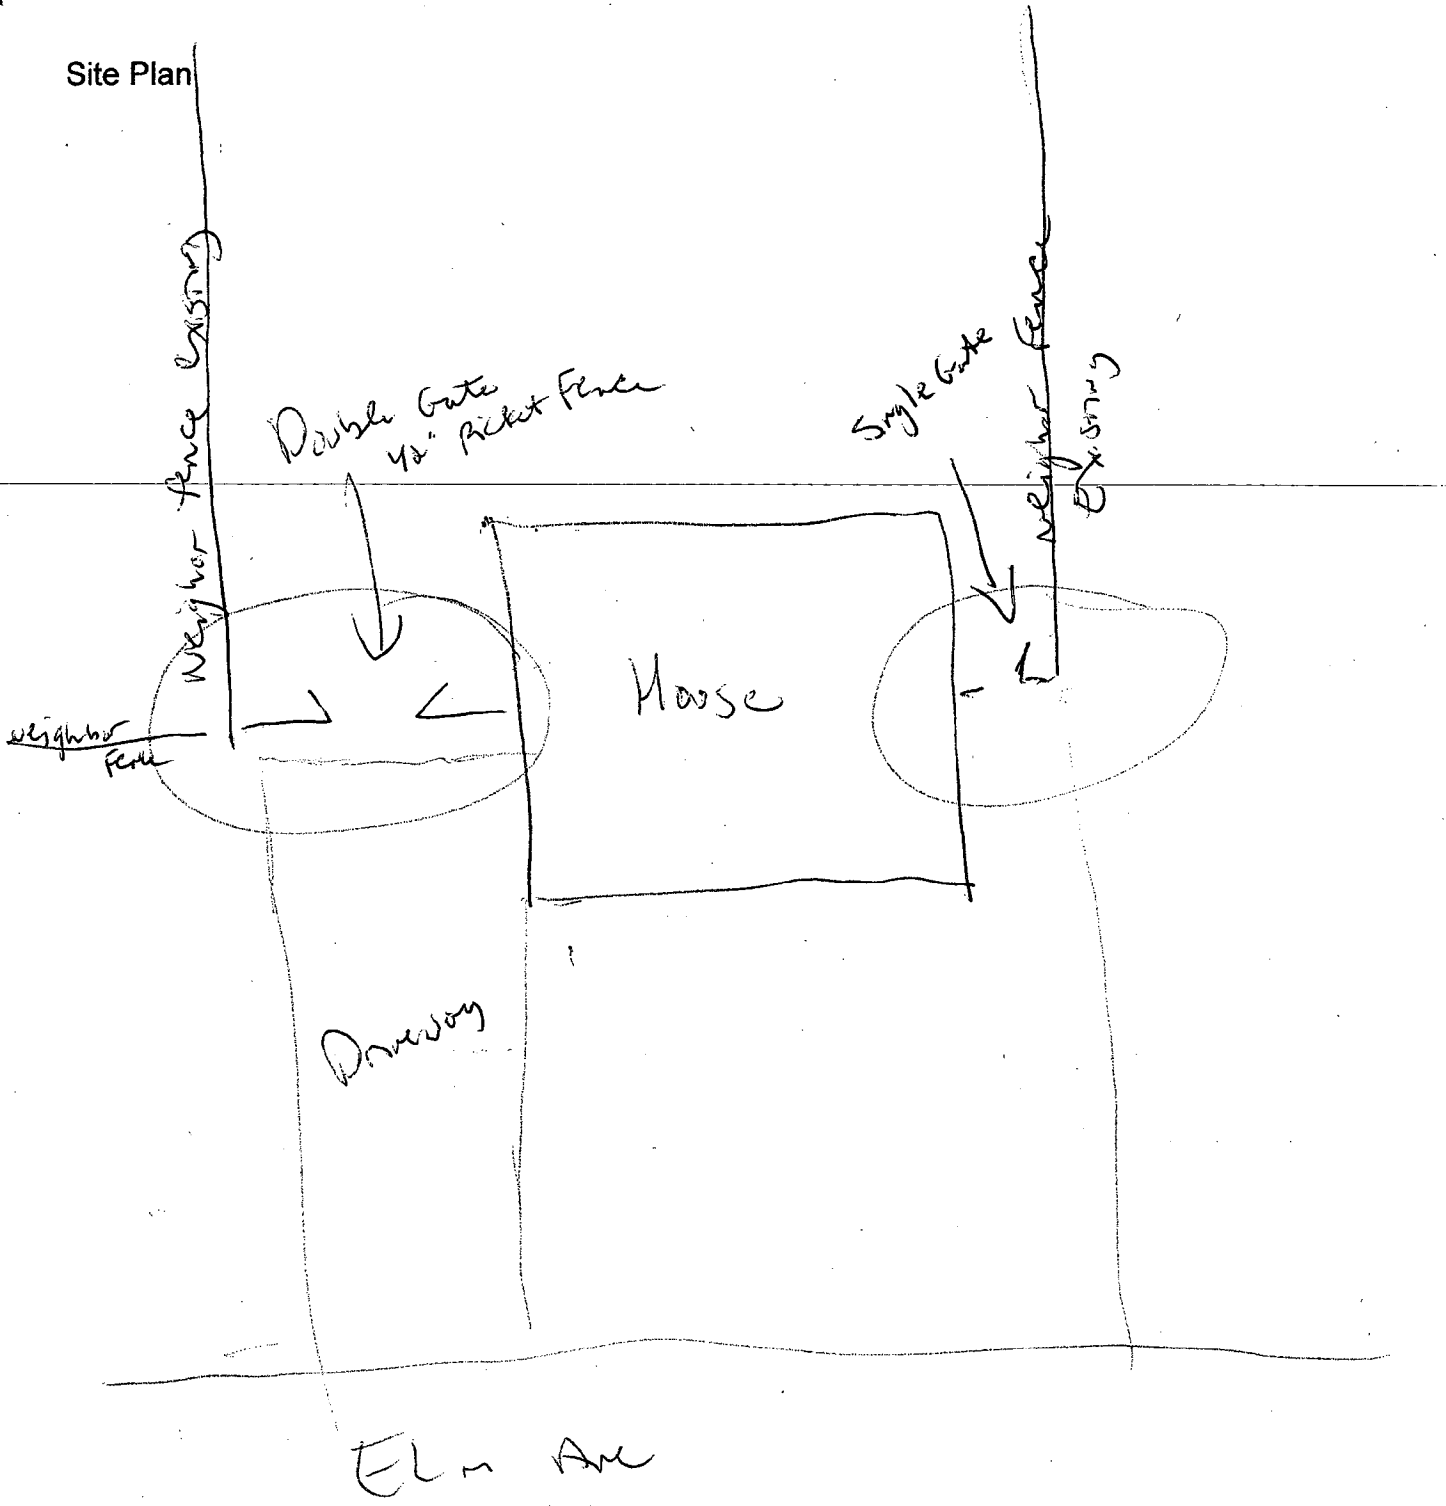 Site Plan
Neighbor fence existing
Double Gate
42" Picket Fence
Single Gate
Neighbor fence
Existing
House
neighbor
Fence
Driveway
ELm Ave